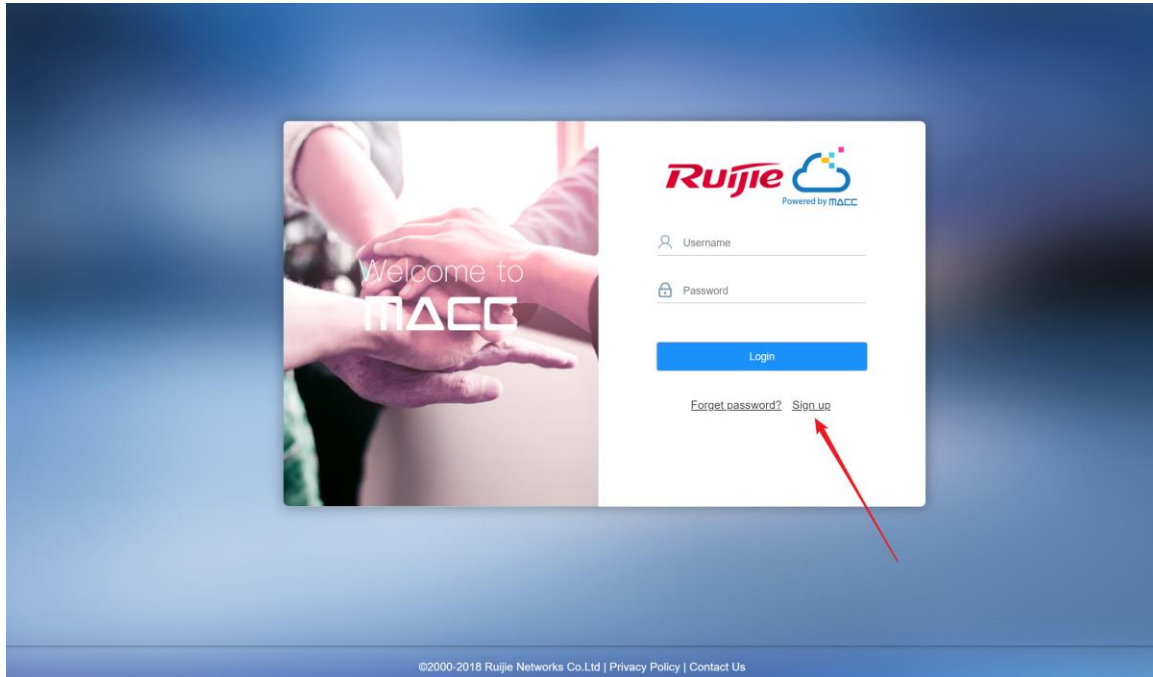 Welcome to
MACC
Ruijie
Powered by MACC
Username
Password
Login
Forget password? Sign up
©2000-2018 Ruijie Networks Co.Ltd | Privacy Policy | Contact Us